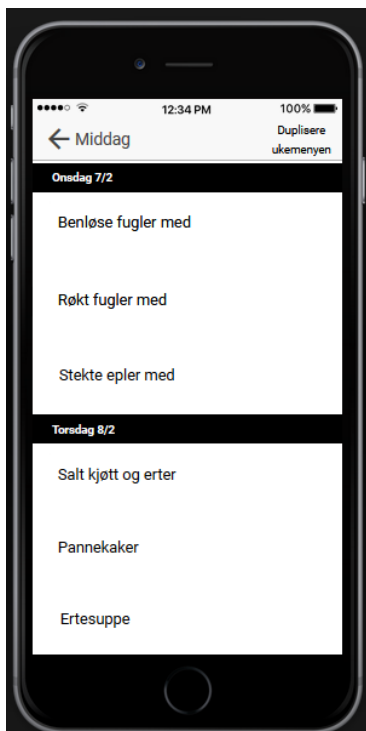 12:34 PM
100%
Middag
Duplisere
ukemenyen
Onsdag 7/2
Benløse fugler med
Røkt fugler med
Stekte epler med
Torsdag 8/2
Salt kjøtt og erter
Pannekaker
Ertesuppe